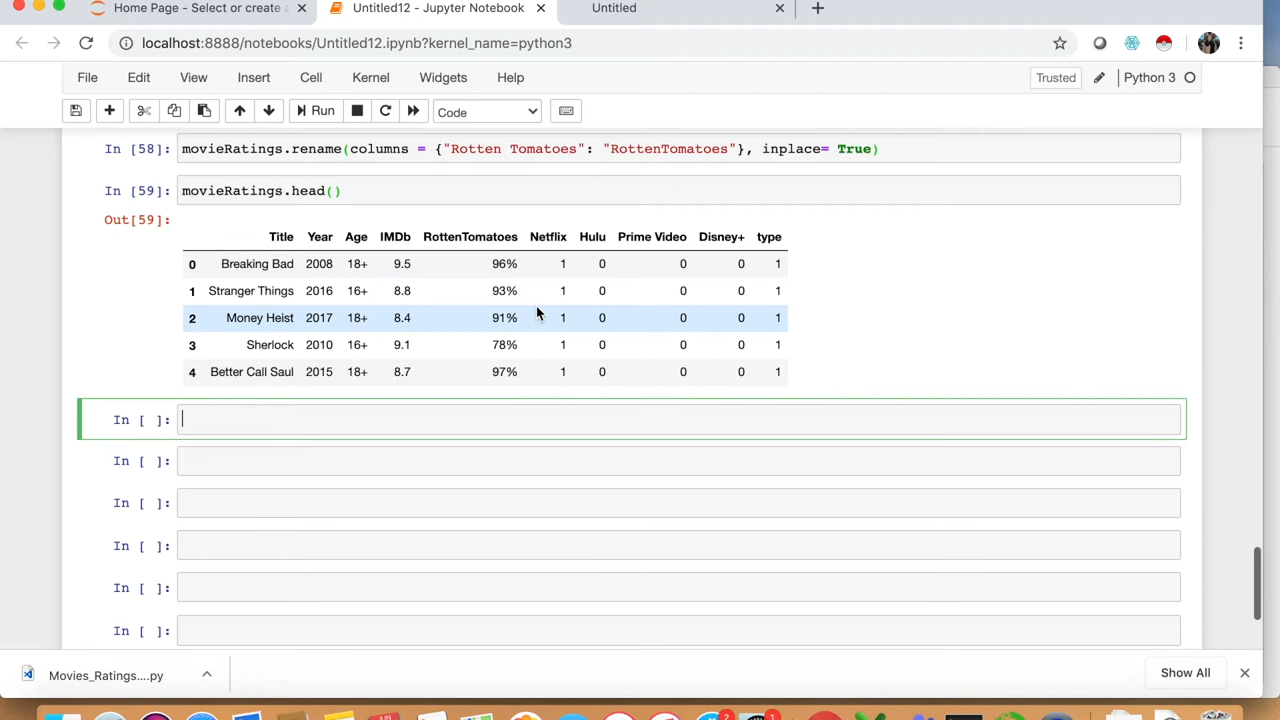 Home Page - Select or create a
Untitled12 - Jupyter Notebook
Untitled
localhost:8888/notebooks/Untitled12.ipynb?kernel_name=python3
File Edit View Insert Cell Kernel Widgets Help
Trusted Python 3
Run Code
In [58]: movieRatings.rename(columns = {"Rotten Tomatoes": "RottenTomatoes"}, inplace= True)
In [59]: movieRatings.head()
Out[59]:
Title Year Age IMDb RottenTomatoes Netflix Hulu Prime Video Disney+ type
0 Breaking Bad 2008 18+ 9.5 96% 1 0 0 0 1
1 Stranger Things 2016 16+ 8.8 93% 1 0 0 0 1
2 Money Heist 2017 18+ 8.4 91% 1 0 0 0 1
3 Sherlock 2010 16+ 9.1 78% 1 0 0 0 1
4 Better Call Saul 2015 18+ 8.7 97% 1 0 0 0 1
In [ ]:
In [ ]:
In [ ]:
In [ ]:
In [ ]:
In [ ]:
Movies_Ratings....py
Show All